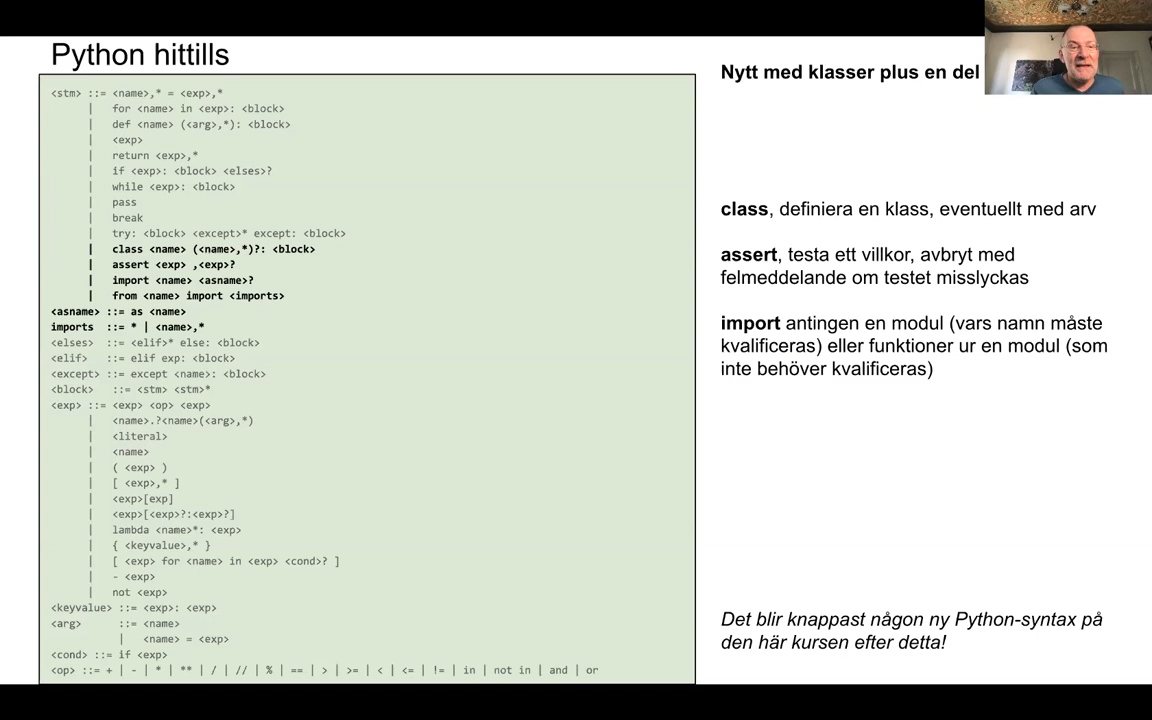 Python hittills
<stm> ::= <name>,* = <exp>,*
| for <name> in <exp>: <block>
| def <name> (<arg>,*): <block>
| <exp>
| return <exp>,*
| if <exp>: <block> <elses>?
| while <exp>: <block>
| pass
| break
| try: <block> <except>* except: <block>
| class <name> (<name>,*)?: <block>
| assert <exp> ,<exp>?
| import <name> <asname>?
| from <name> import <imports>
<asname> ::= as <name>
imports ::= * | <name>,*
<elses> ::= <elif>* else: <block>
<elif> ::= elif exp: <block>
<except> ::= except <name>: <block>
<block> ::= <stm> <stm>*
<exp> ::= <exp> <op> <exp>
| <name>.?<name>(<arg>,*)
| <literal>
| <name>
| ( <exp> )
| [ <exp>,* ]
| <exp>[exp]
| <exp>[<exp>?:<exp>?]
| lambda <name>*: <exp>
| { <keyvalue>,* }
| [ <exp> for <name> in <exp> <cond>? ]
| - <exp>
| not <exp>
<keyvalue> ::= <exp>: <exp>
<arg> ::= <name>
| <name> = <exp>
<cond> ::= if <exp>
<op> ::= + | - | * | ** | / | // | % | == | > | >= | < | <= | != | in | not in | and | or
Nytt med klasser plus en del
class, definiera en klass, eventuellt med arv
assert, testa ett villkor, avbryt med
felmeddelande om testet misslyckas
import antingen en modul (vars namn måste
kvalificeras) eller funktioner ur en modul (som
inte behöver kvalificeras)
Det blir knappast någon ny Python-syntax på
den här kursen efter detta!